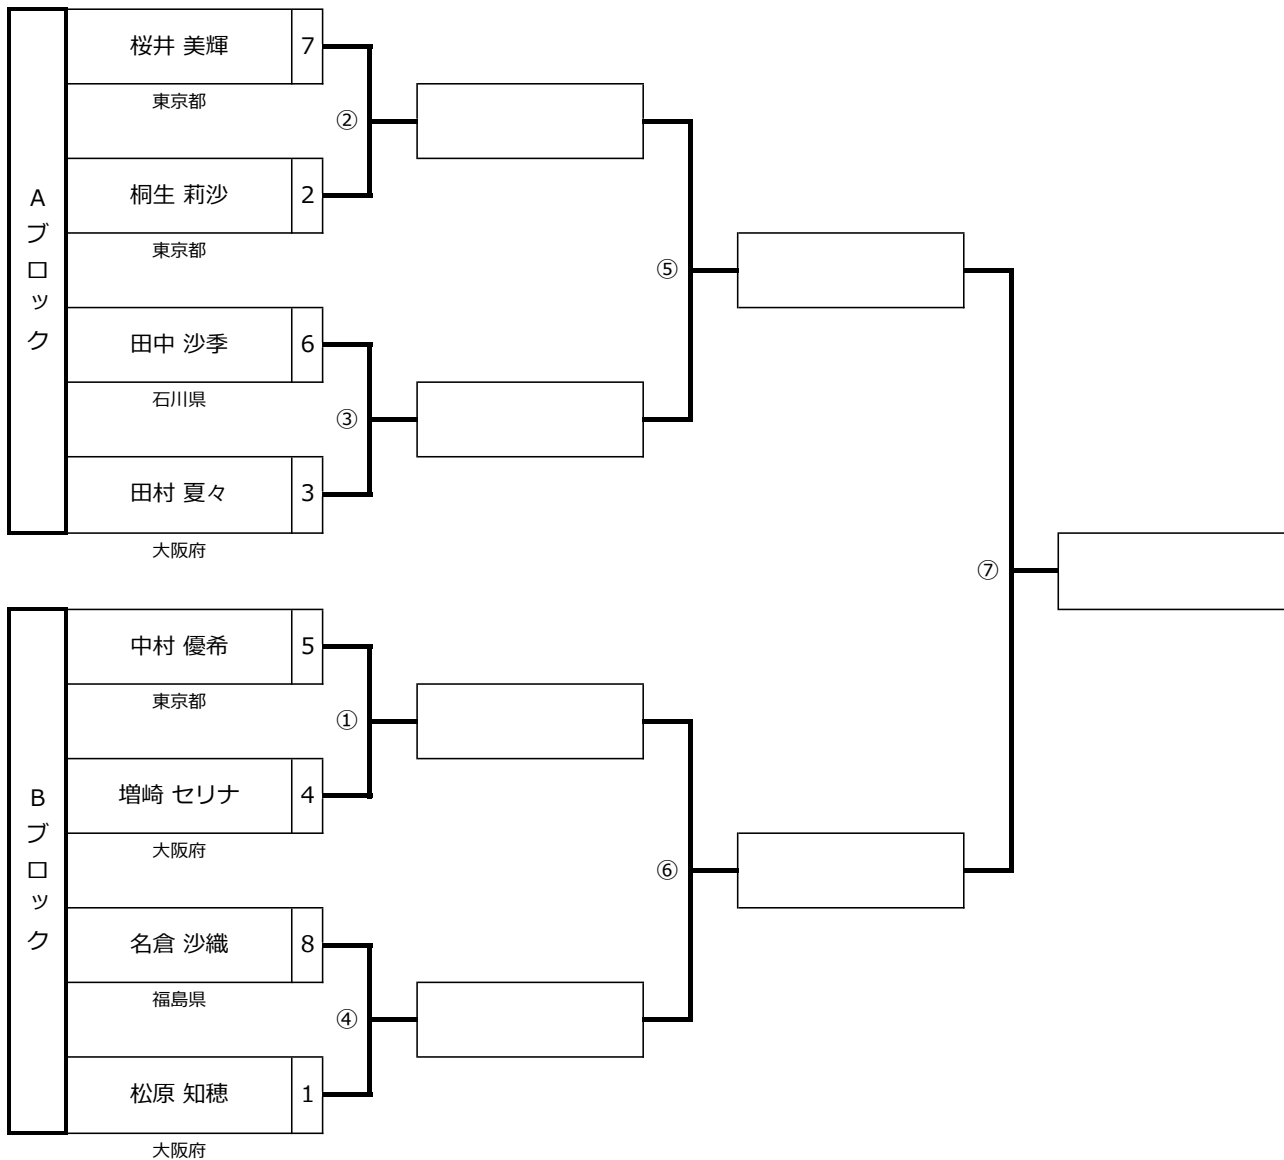 Aブロック
桜井 美輝 7
東京都
②
桐生 莉沙 2
東京都
⑤
田中 沙季 6
石川県
③
田村 夏々 3
大阪府
⑦
Bブロック
中村 優希 5
東京都
①
増崎 セリナ 4
大阪府
⑥
名倉 沙織 8
福島県
④
松原 知穂 1
大阪府